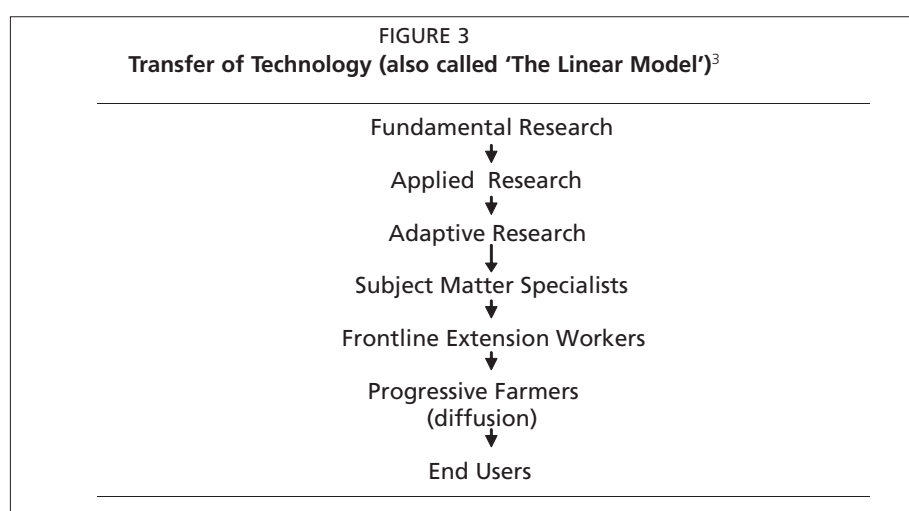 FIGURE 3
Transfer of Technology (also called ‘The Linear Model’)3
Fundamental Research
Applied Research
Adaptive Research
Subject Matter Specialists
Frontline Extension Workers
Progressive Farmers
(diffusion)
End Users